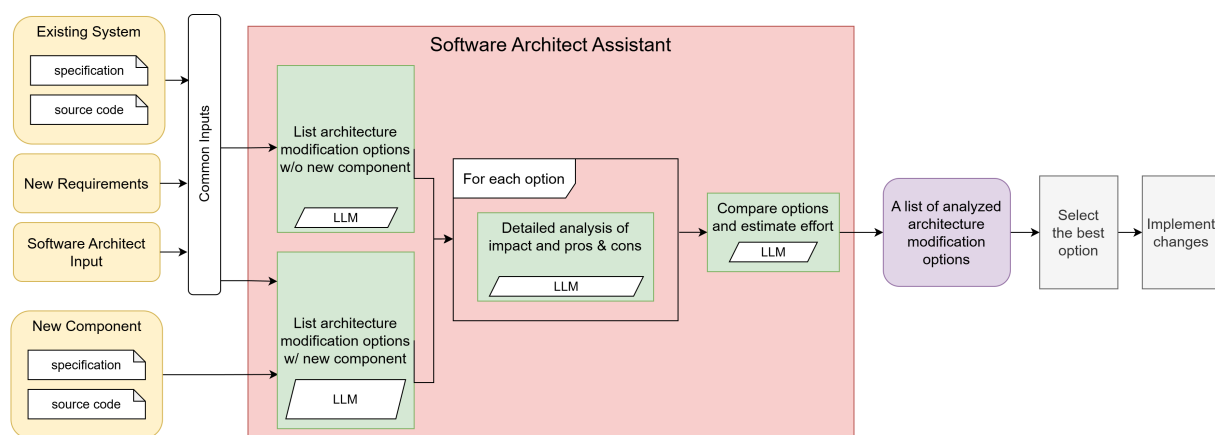 Existing System
specification
source code
New Requirements
Software Architect
Input
New Component
specification
source code
Common Inputs
Software Architect Assistant
List architecture
modification options
w/o new component
LLM
List architecture
modification options
w/ new component
LLM
For each option
Detailed analysis of
impact and pros & cons
LLM
Compare options
and estimate effort
LLM
A list of analyzed
architecture
modification
options
Select
the best
option
Implement
changes